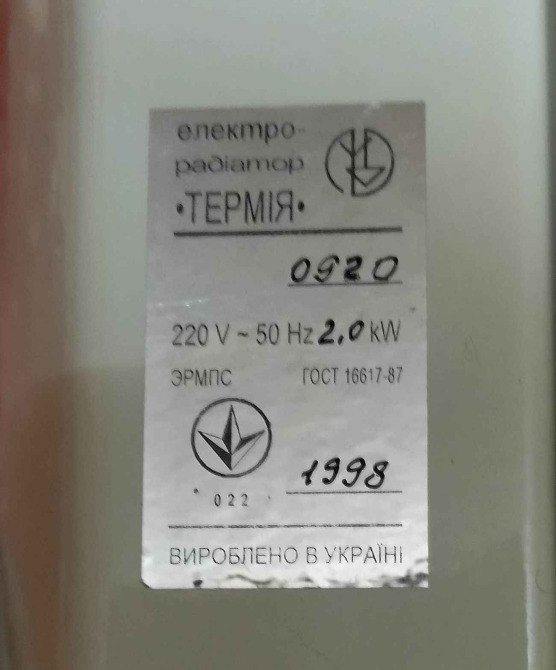 електро-
радіатор
•ТЕРМІЯ•
0920
220 V ~ 50 Hz 2,0 kW
ЭРМПС ГОСТ 16617-87
022
1998
ВИРОБЛЕНО В УКРАЇНІ